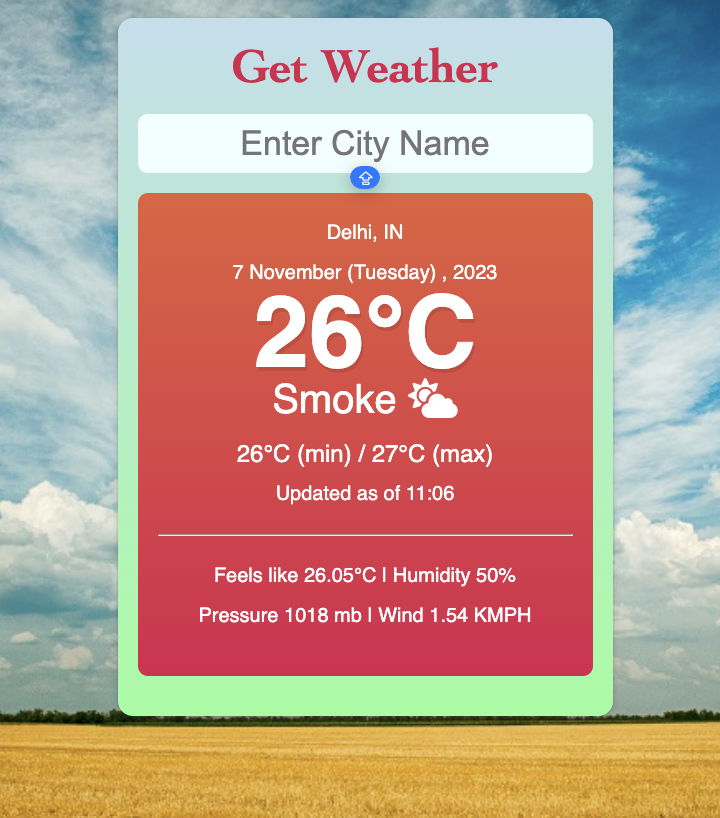 Get Weather
Enter City Name
Delhi, IN
7 November (Tuesday) , 2023
26°C
Smoke
26°C (min) / 27°C (max)
Updated as of 11:06
Feels like 26.05°C | Humidity 50%
Pressure 1018 mb | Wind 1.54 KMPH